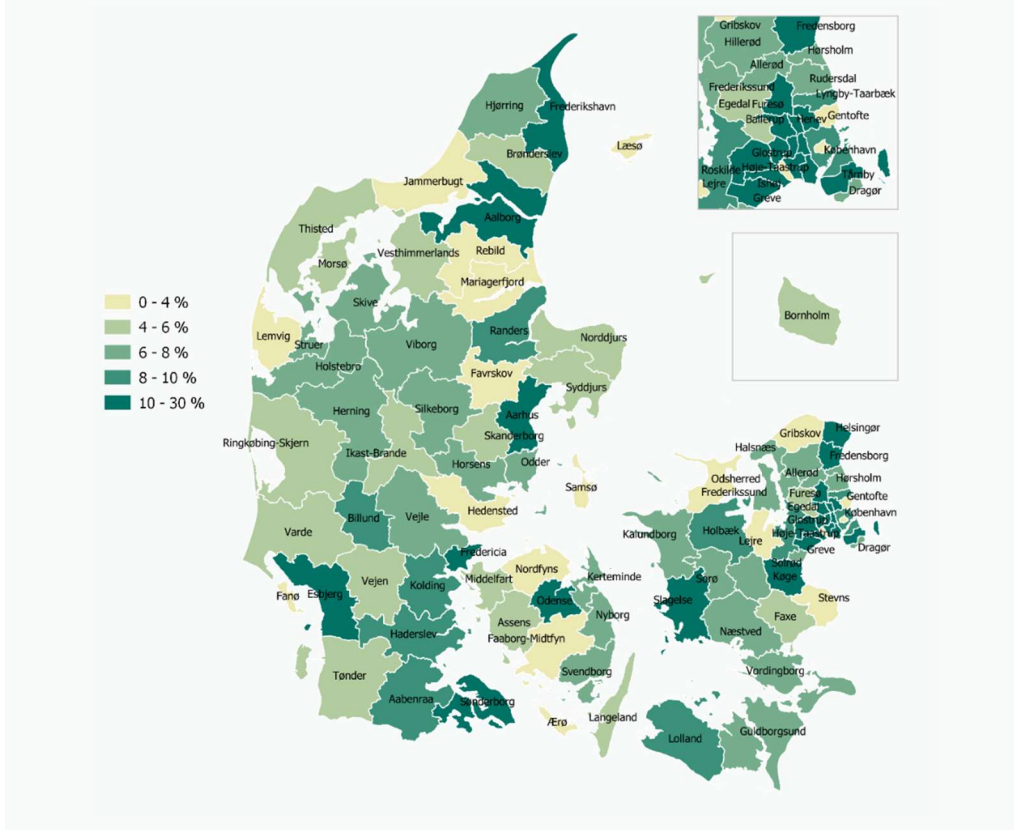 Gribskov
Fredensborg
Hillerød
Hørsholm
Allerød
Rudersdal
Frederikssund
Lyngby-Taarbæk
Egedal
Furesø
Gentofte
Ballerup
Herlev
København
Glostrup
Roskilde
Høje-Taastrup
Tårnby
Lejre
Ishøj
Dragør
Greve
Hjørring
Frederikshavn
Læsø
Brønderslev
Jammerbugt
Aalborg
Thisted
Vesthimmerlands
Rebild
Morsø
Mariagerfjord
0 - 4 %
4 - 6 %
6 - 8 %
8 - 10 %
10 - 30 %
Skive
Bornholm
Lemvig
Struer
Viborg
Randers
Norddjurs
Holstebro
Favrskov
Syddjurs
Herning
Silkeborg
Aarhus
Skanderborg
Ringkøbing-Skjern
Ikast-Brande
Horsens
Odder
Samsø
Hedensted
Varde
Billund
Vejle
Gribskov
Helsingør
Halsnæs
Fredensborg
Allerød
Hørsholm
Odsherred
Frederikssund
Furesø
Gentofte
Egedal
København
Glostrup
Kalundborg
Holbæk
Lejre
Høje-Taastrup
Greve
Dragør
Solrød
Køge
Fredericia
Vejen
Kolding
Middelfart
Nordfyns
Kerteminde
Sorø
Fanø
Esbjerg
Odense
Nyborg
Slagelse
Stevns
Assens
Faaborg-Midtfyn
Faxe
Næstved
Haderslev
Tønder
Svendborg
Vordingborg
Aabenraa
Sønderborg
Ærø
Langeland
Lolland
Guldborgsund